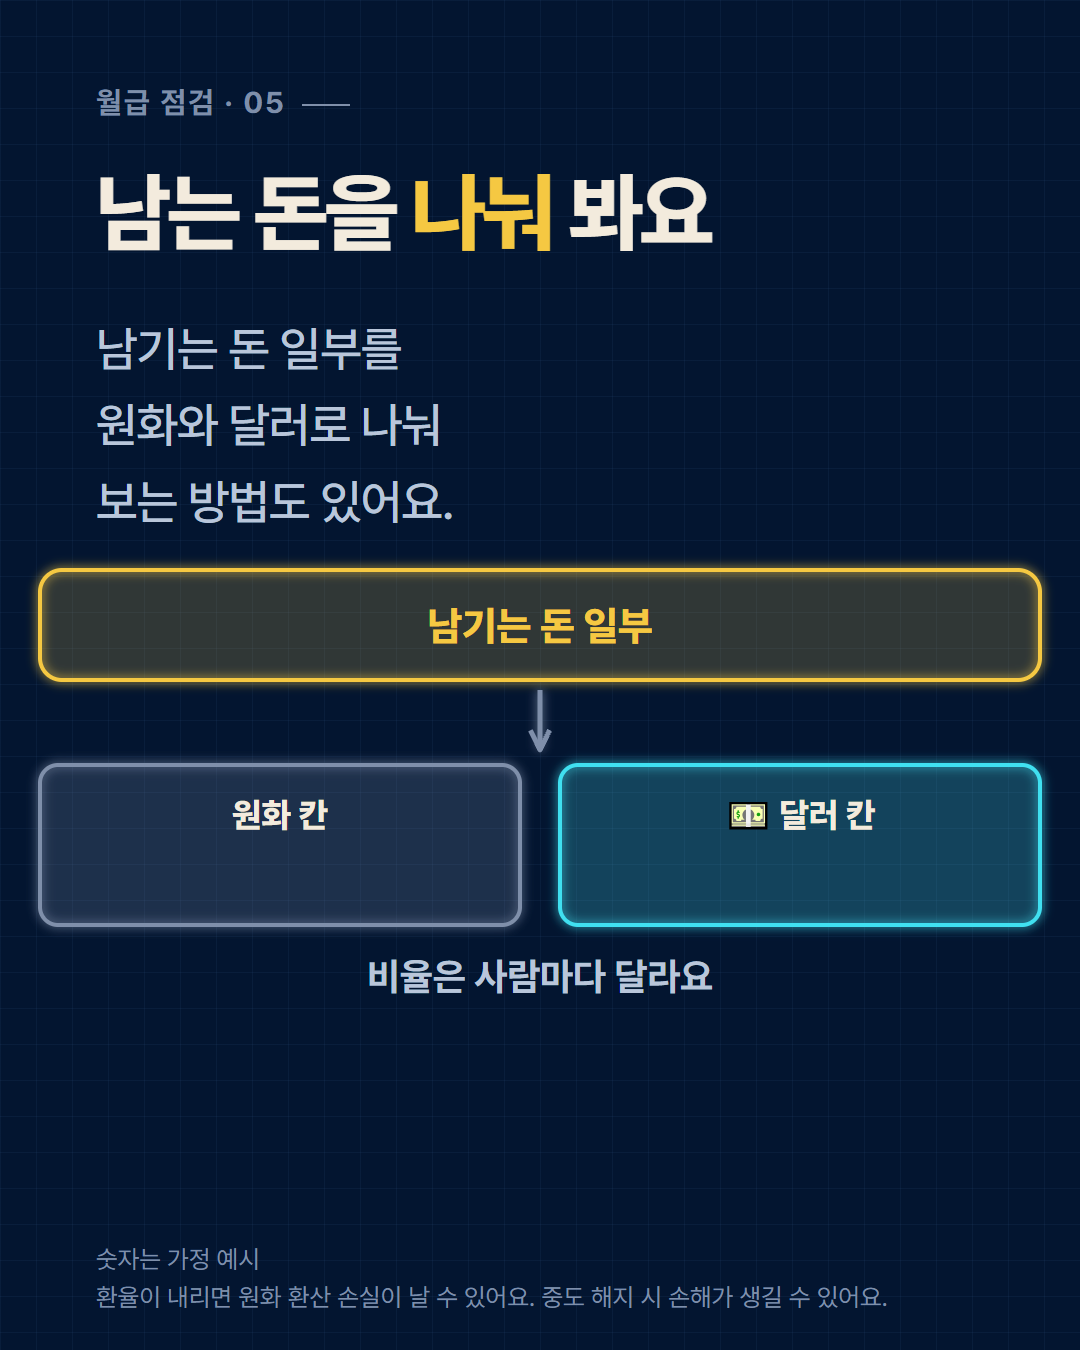 월급 점검 · 05
남는 돈을 나눠 봐요
남기는 돈 일부를
원화와 달러로 나눠
보는 방법도 있어요.
남기는 돈 일부
원화 칸
💵 달러 칸
비율은 사람마다 달라요
숫자는 가정 예시
환율이 내리면 원화 환산 손실이 날 수 있어요. 중도 해지 시 손해가 생길 수 있어요.